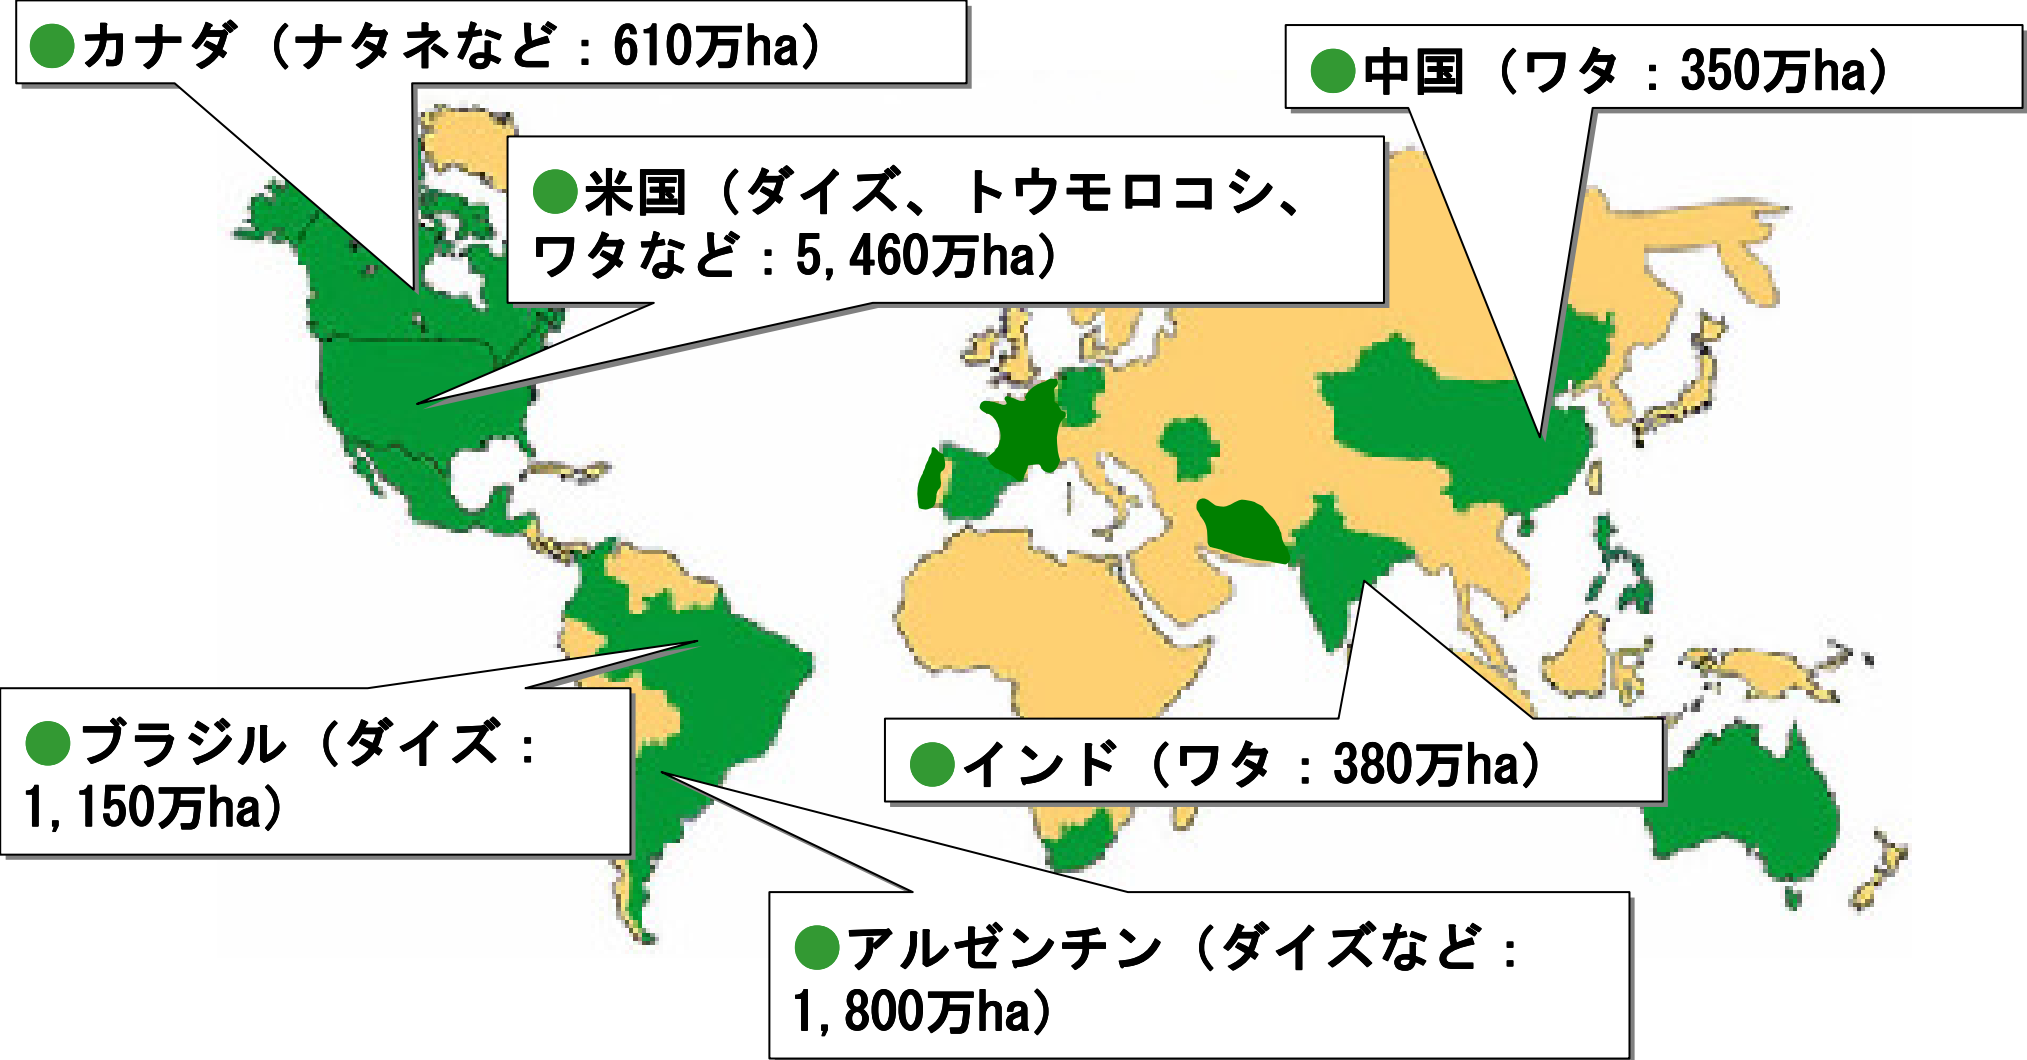 ●カナダ（ナタネなど：610万ha）
●中国（ワタ：350万ha）
●米国（ダイズ、トウモロコシ、
ワタなど：5,460万ha）
●ブラジル（ダイズ：
1,150万ha）
●インド（ワタ：380万ha）
●アルゼンチン（ダイズなど：
1,800万ha）